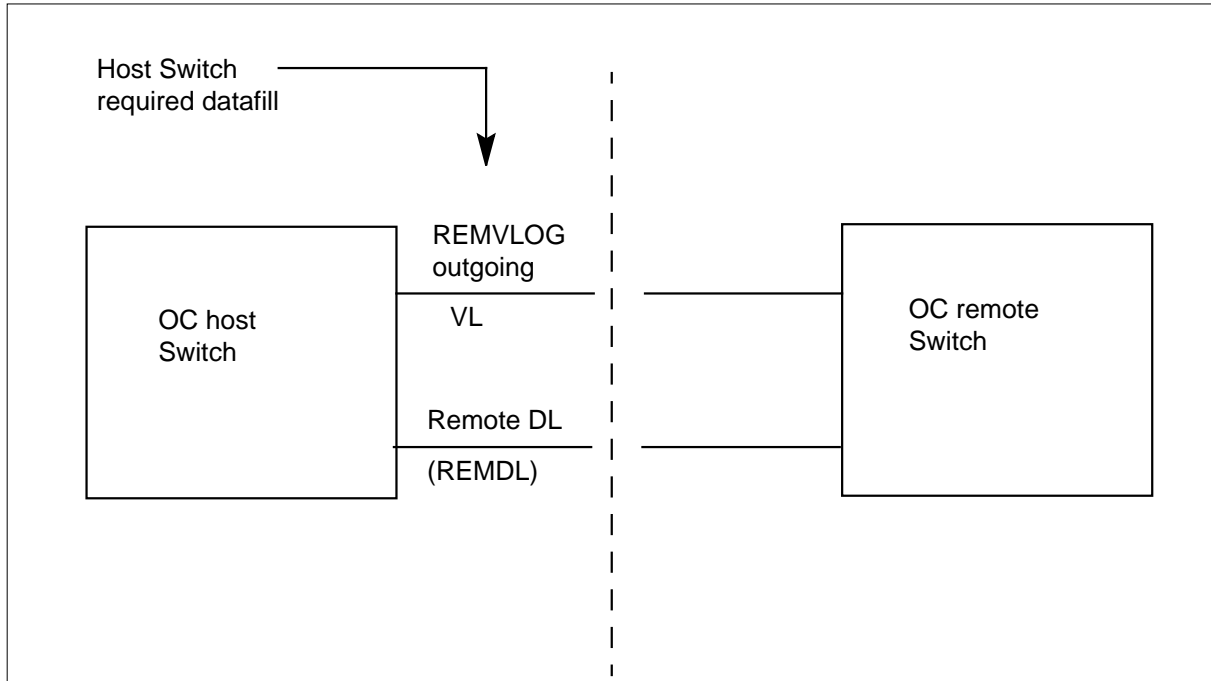 Host Switch
required datafill
REMVLOG
outgoing
VL
OC host
Switch
OC remote
Switch
Remote DL
(REMDL)